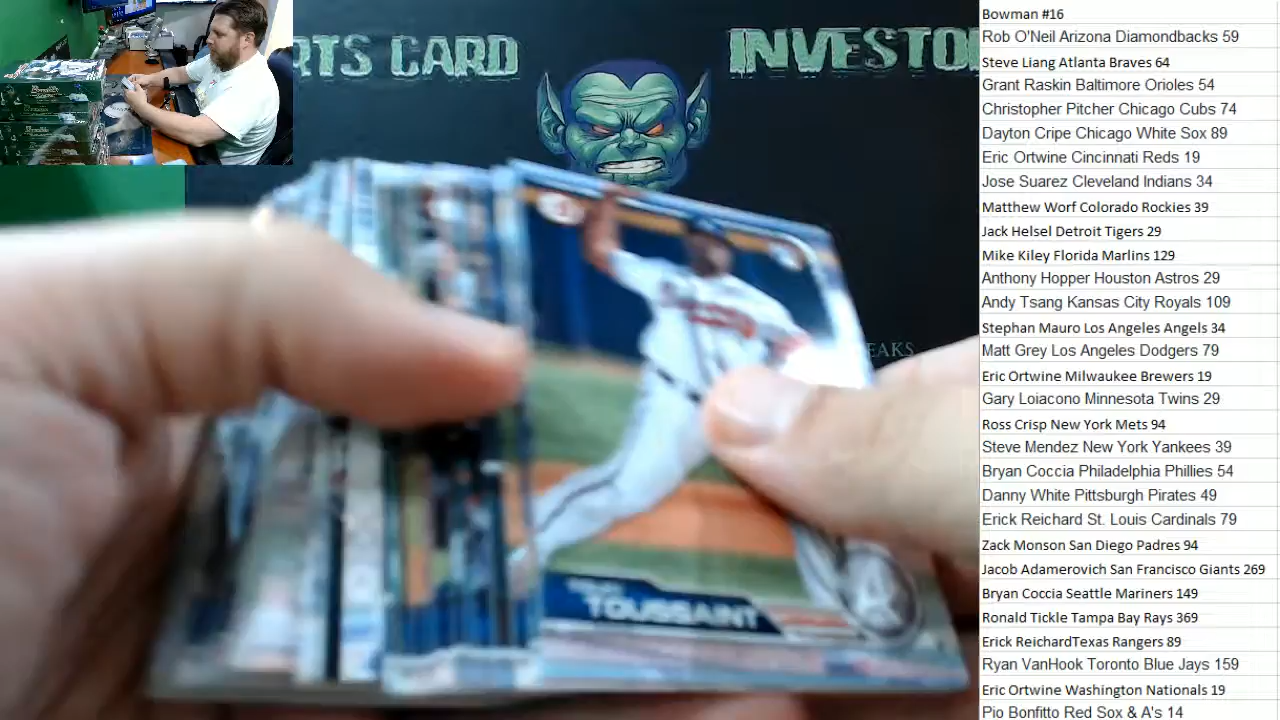 RTS CARD INVESTO
EAKS
TOUSSAINT
Bowman #16
Rob O'Neil Arizona Diamondbacks 59
Steve Liang Atlanta Braves 64
Grant Raskin Baltimore Orioles 54
Christopher Pitcher Chicago Cubs 74
Dayton Cripe Chicago White Sox 89
Eric Ortwine Cincinnati Reds 19
Jose Suarez Cleveland Indians 34
Matthew Worf Colorado Rockies 39
Jack Helsel Detroit Tigers 29
Mike Kiley Florida Marlins 129
Anthony Hopper Houston Astros 29
Andy Tsang Kansas City Royals 109
Stephan Mauro Los Angeles Angels 34
Matt Grey Los Angeles Dodgers 79
Eric Ortwine Milwaukee Brewers 19
Gary Loiacono Minnesota Twins 29
Ross Crisp New York Mets 94
Steve Mendez New York Yankees 39
Bryan Coccia Philadelphia Phillies 54
Danny White Pittsburgh Pirates 49
Erick Reichard St. Louis Cardinals 79
Zack Monson San Diego Padres 94
Jacob Adamerovich San Francisco Giants 269
Bryan Coccia Seattle Mariners 149
Ronald Tickle Tampa Bay Rays 369
Erick ReichardTexas Rangers 89
Ryan VanHook Toronto Blue Jays 159
Eric Ortwine Washington Nationals 19
Pio Bonfitto Red Sox & A's 14